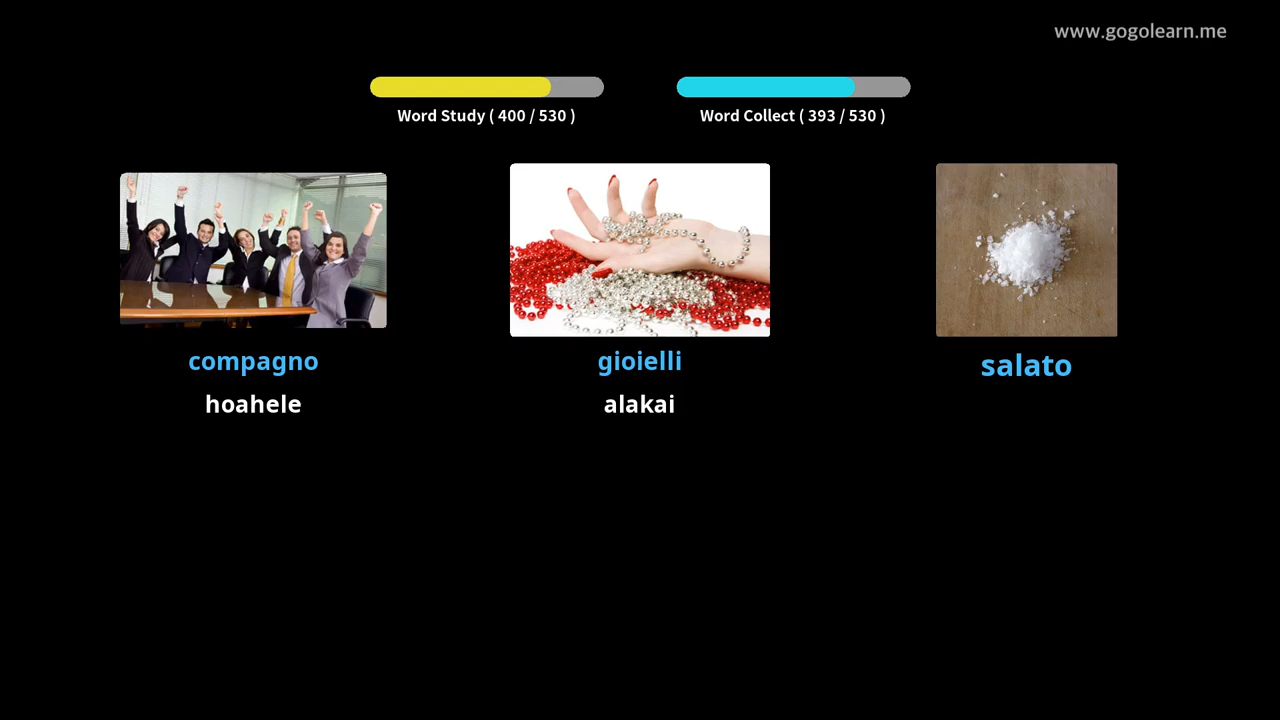 www.gogolearn.me
Word Study ( 400 / 530 )
Word Collect ( 393 / 530 )
compagno
hoahele
gioielli
alakai
salato